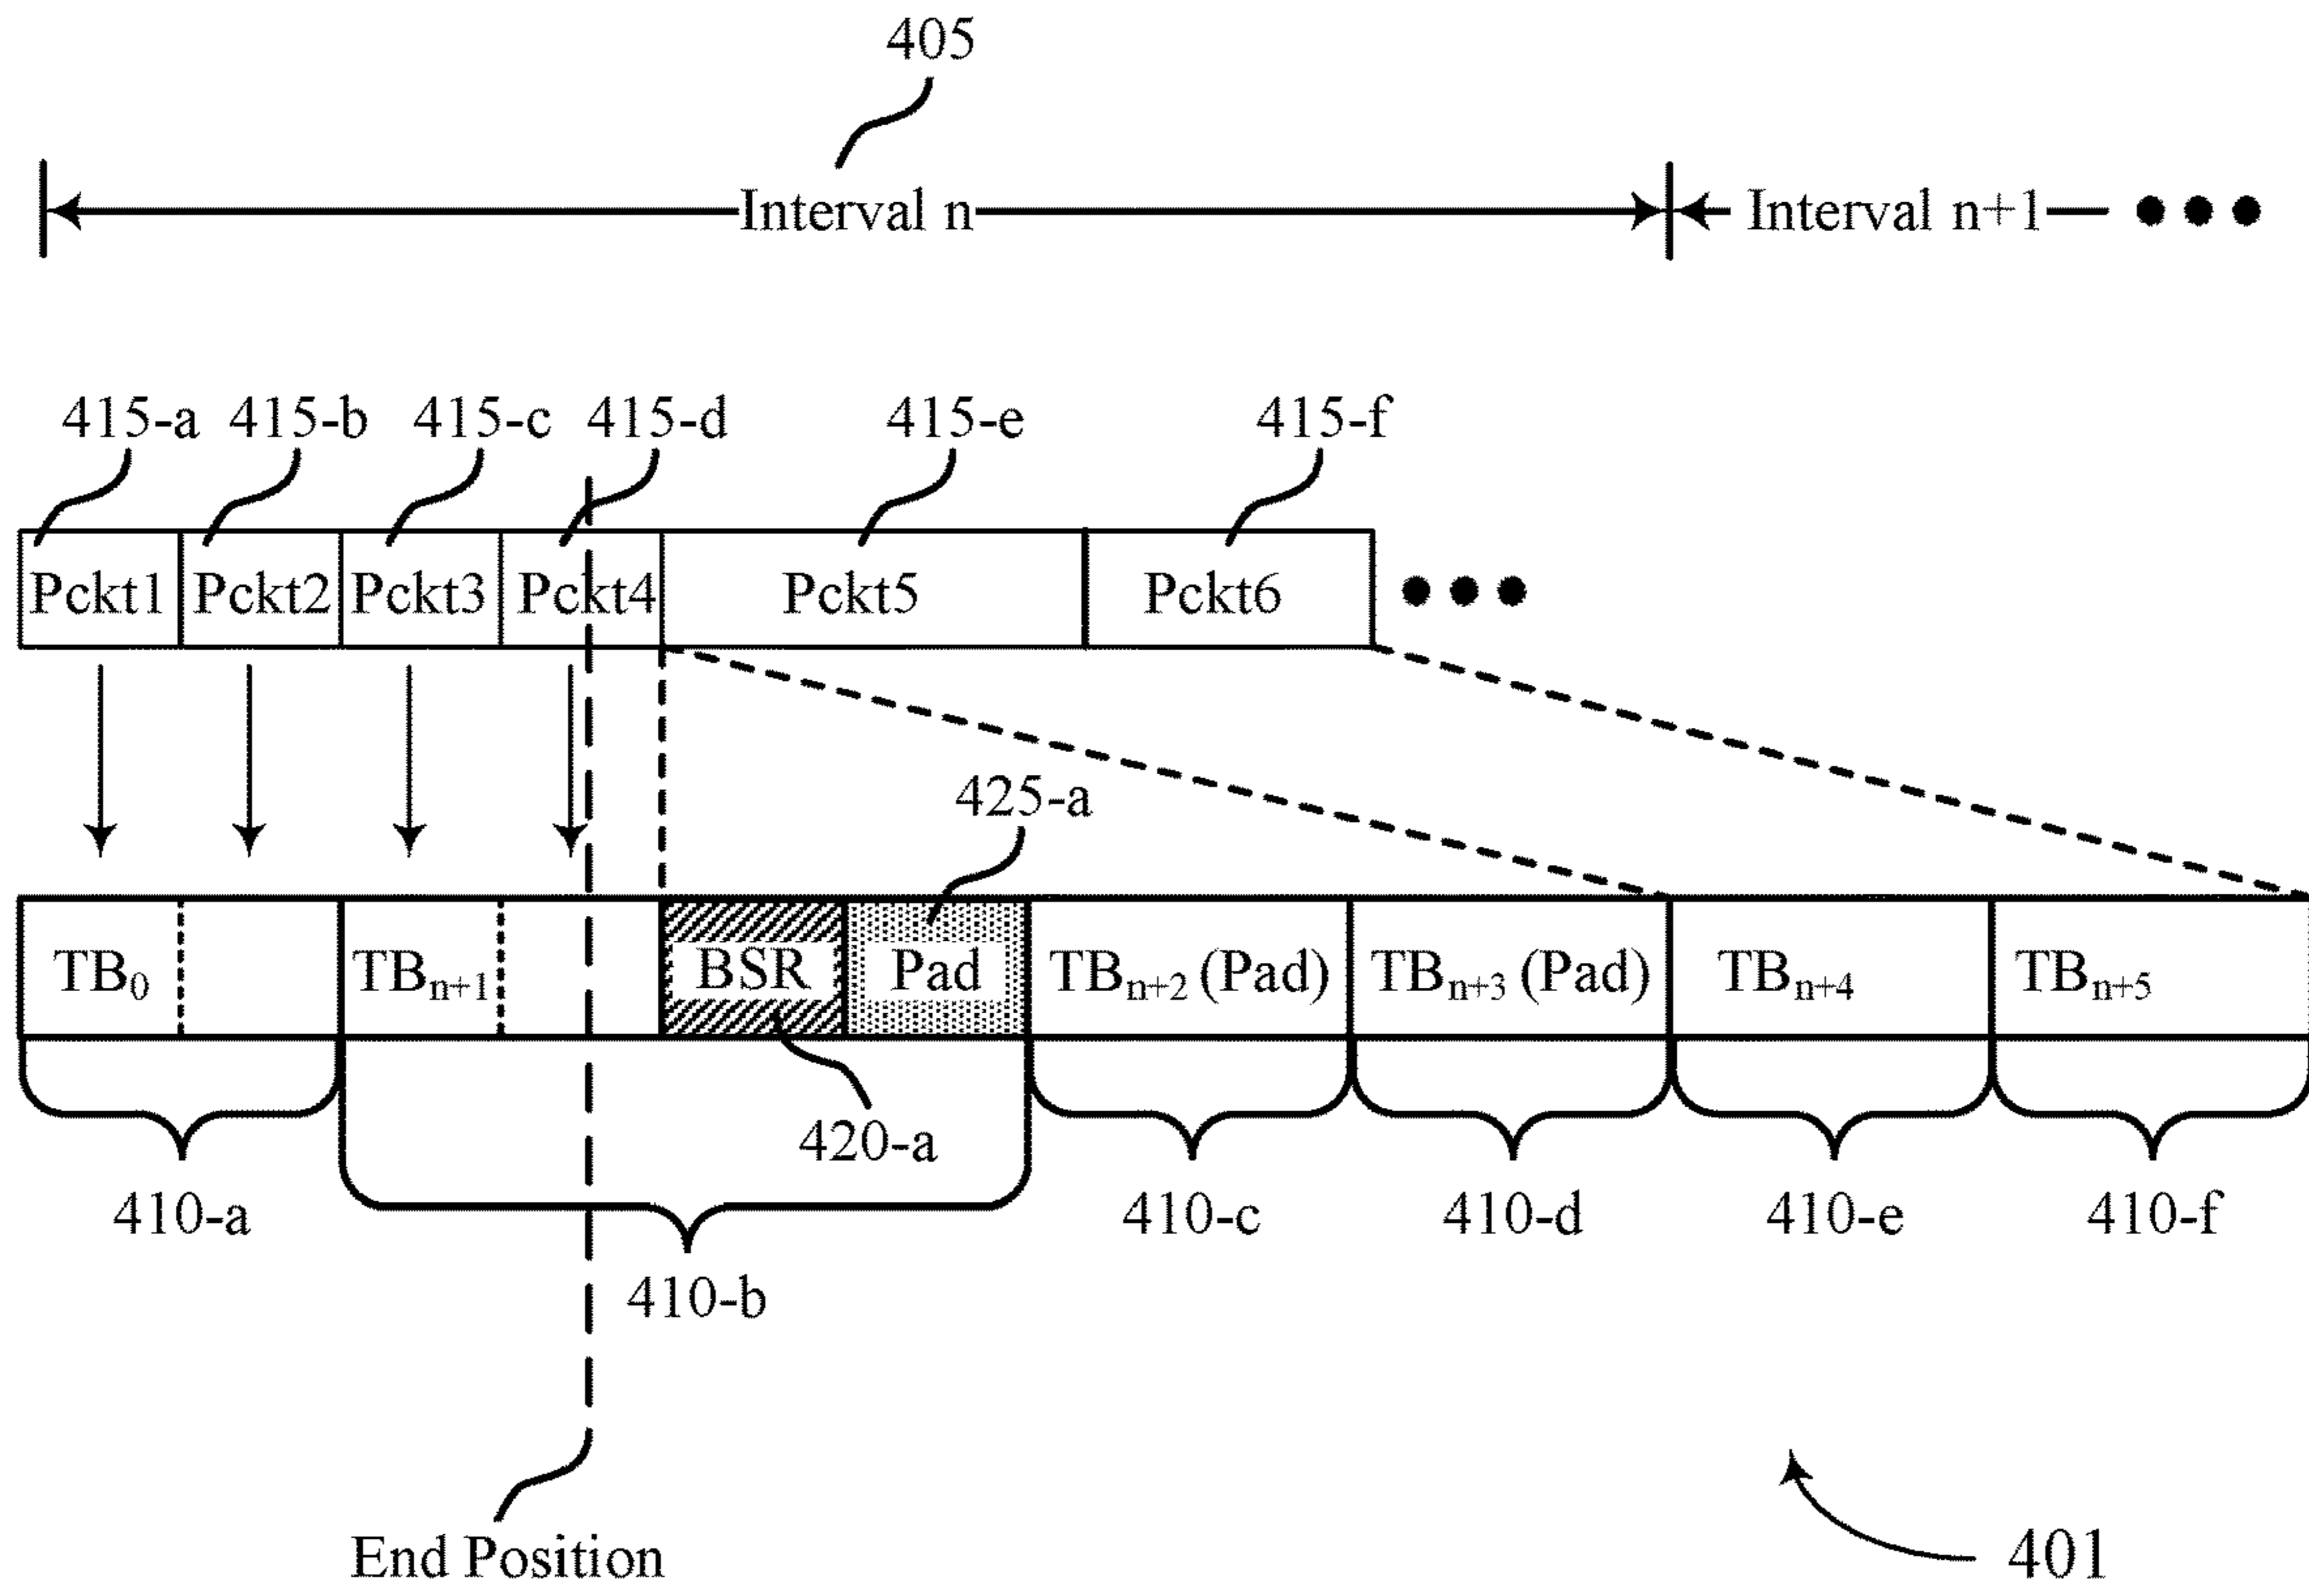 405
Interval n
Interval n+1
415-a 415-b 415-c 415-d 415-e 415-f
Pckt1 Pckt2 Pckt3 Pckt4 Pckt5 Pckt6
425-a
TB0 TBn+1 BSR Pad TBn+2 (Pad) TBn+3 (Pad) TBn+4 TBn+5
420-a
410-a 410-c 410-d 410-e 410-f
410-b
End Position
401